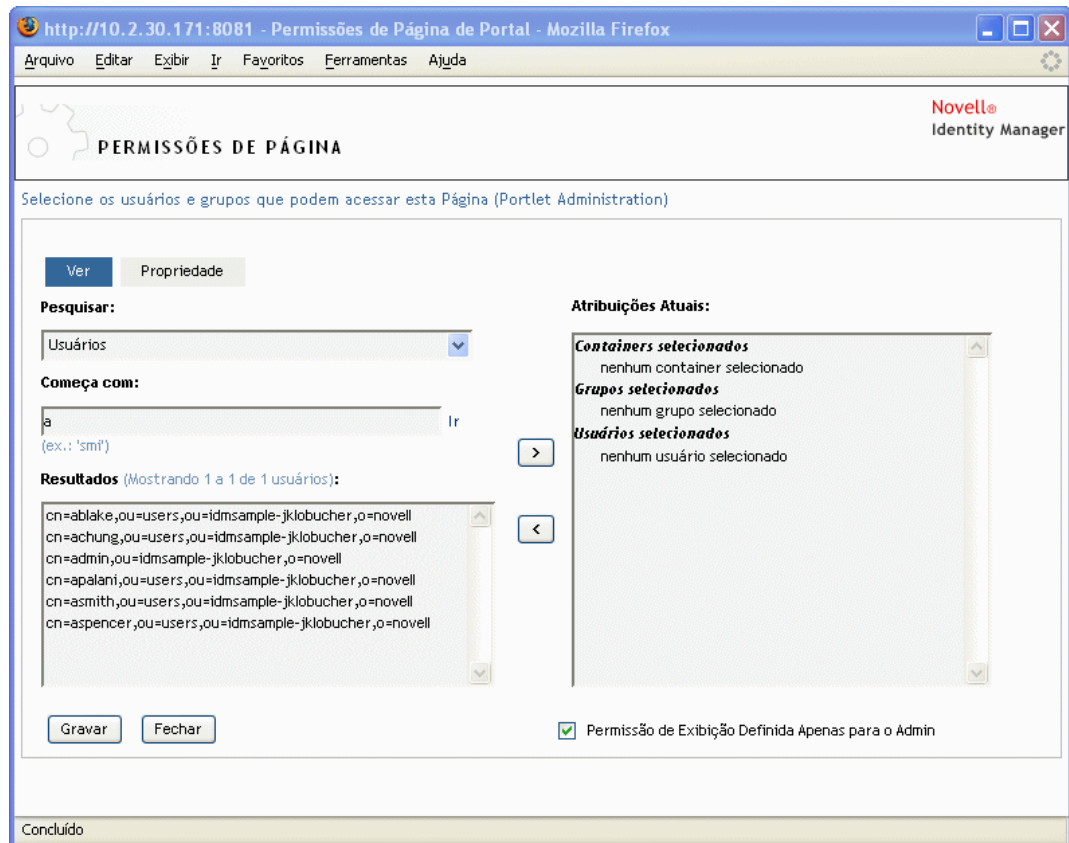 http://10.2.30.171:8081 - Permissões de Página de Portal - Mozilla Firefox
Arquivo Editar Exibir Ir Favoritos Ferramentas Ajuda
Novell®
Identity Manager
PERMISSÕES DE PÁGINA
Selecione os usuários e grupos que podem acessar esta Página (Portlet Administration)
Ver Propriedade
Pesquisar:
Usuários
Começa com:
a Ir
(ex.: 'smi')
Resultados (Mostrando 1 a 1 de 1 usuários):
cn=ablake,ou=users,ou=idmsample-jklobucher,o=novell
cn=achung,ou=users,ou=idmsample-jklobucher,o=novell
cn=admin,ou=idmsample-jklobucher,o=novell
cn=apalani,ou=users,ou=idmsample-jklobucher,o=novell
cn=asmith,ou=users,ou=idmsample-jklobucher,o=novell
cn=aspencer,ou=users,ou=idmsample-jklobucher,o=novell
>
<
Atribuições Atuais:
Containers selecionados
nenhum container selecionado
Grupos selecionados
nenhum grupo selecionado
Usuários selecionados
nenhum usuário selecionado
Gravar Fechar
Permissão de Exibição Definida Apenas para o Admin
Concluído